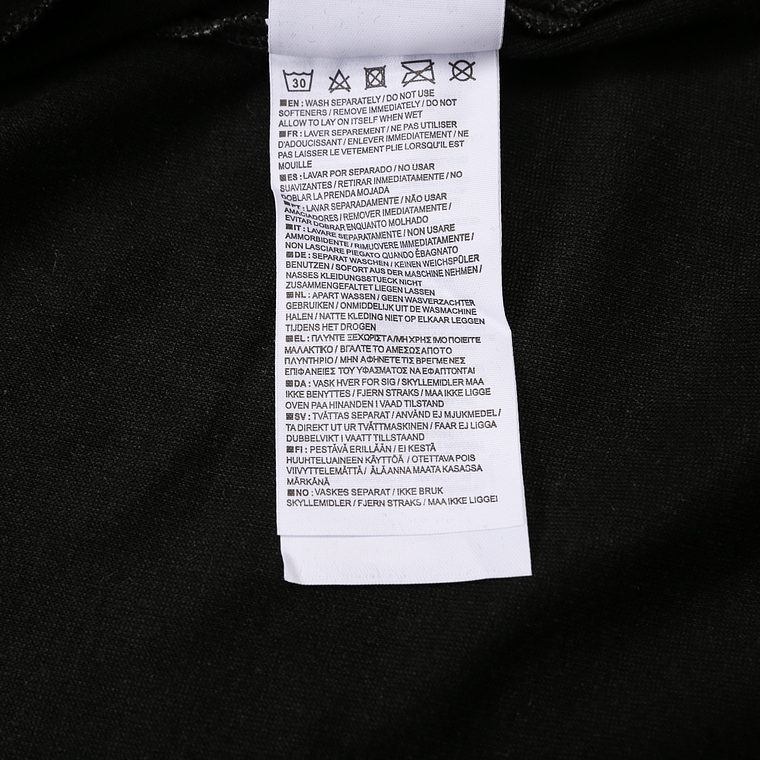 30
EN : WASH SEPARATELY / DO NOT USE
SOFTENERS / REMOVE IMMEDIATELY / DO NOT
ALLOW TO LAY ON ITSELF WHEN WET
FR : LAVER SEPAREMENT / NE PAS UTILISER
D'ADOUCISSANT / ENLEVER IMMEDIATEMENT / NE
PAS LAISSER LE VETEMENT PLIE LORSQU'IL EST
MOUILLE
ES : LAVAR POR SEPARADO / NO USAR
SUAVIZANTES / RETIRAR INMEDIATAMENTE / NO
DOBLAR LA PRENDA MOJADA
PT : LAVAR SEPARADAMENTE / NÃO USAR
AMACIADORES / REMOVER IMEDIATAMENTE /
EVITAR DOBRAR ENQUANTO MOLHADO
IT : LAVARE SEPARATAMENTE / NON USARE
AMMORBIDENTE / RIMUOVERE IMMEDIATAMENTE /
NON LASCIARE PIEGATO QUANDO ÈBAGNATO
DE : SEPARAT WASCHEN / KEINEN WEICHSPÜLER
BENUTZEN / SOFORT AUS DER MASCHINE NEHMEN /
NASSES KLEIDUNGSSTUECK NICHT
ZUSAMMENGEFALTET LIEGEN LASSEN
NL : APART WASSEN / GEEN WASVERZACHTER
GEBRUIKEN / ONMIDDELIJK UIT DE WASMACHINE
HALEN / NATTE KLEDING NIET OP ELKAAR LEGGEN
TIJDENS HET DROGEN
EL : ΠΛΥΝΤΕ ΞΕΧΩΡΙΣΤΑ/ΜΗ ΧΡΗΣΙΜΟΠΟΙΕΙΤΕ
ΜΑΛΑΚΤΙΚΟ / ΒΓΑΛΤΕ ΤΟ ΑΜΕΣΩΣ ΑΠΟ ΤΟ
ΠΛΥΝΤΗΡΙΟ / ΜΗΝ ΑΦΗΝΕΤΕ ΤΙΣ ΒΡΕΓΜΕΝΕΣ
ΕΠΙΦΑΝΕΙΕΣ ΤΟΥ ΥΦΑΣΜΑΤΟΣ ΝΑ ΕΦΑΠΤΟΝΤΑΙ
DA : VASK HVER FOR SIG / SKYLLEMIDLER MAA
IKKE BENYTTES / FJERN STRAKS / MAA IKKE LIGGE
OVEN PAA HINANDEN I VAAD TILSTAND
SV : TVÄTTAS SEPARAT / ANVÄND EJ MJUKMEDEL /
TA DIREKT UT UR TVÄTTMASKINEN / FAAR EJ LIGGA
DUBBELVIKT I VAATT TILLSTAAND
FI : PESTÄVÄ ERILLÄÄN / EI KESTÄ
HUUHTELUAINEEN KÄYTTÖÄ / OTETTAVA POIS
VIIVYTTELEMÄTTÄ / ÄLÄ ANNA MAATA KASASSA
MÄRKÄNÄ
NO : VASKES SEPARAT / IKKE BRUK
SKYLLEMIDLER / FJERN STRAKS / MAA IKKE LIGGEI